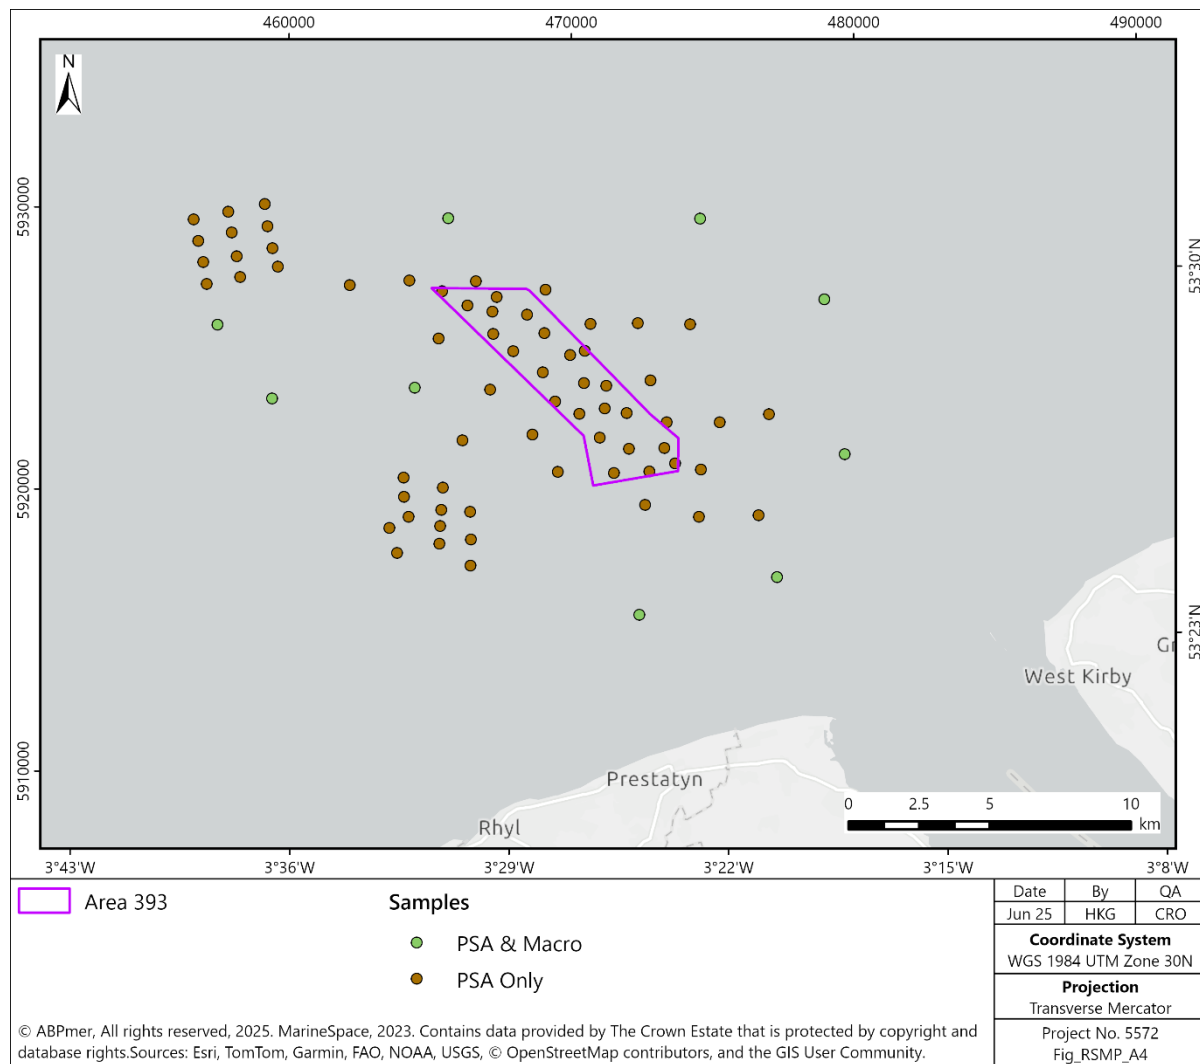 460000
470000
480000
490000
N
5930000
53°30'N
5920000
53°23'N
Gr
West Kirby
5910000
Prestatyn
Rhyl
0 2.5 5 10
km
3°43'W
3°36'W
3°29'W
3°22'W
3°15'W
3°8'W
Area 393
Samples
PSA & Macro
PSA Only
Date By QA
Jun 25 HKG CRO
Coordinate System
WGS 1984 UTM Zone 30N
Projection
Transverse Mercator
Project No. 5572
Fig_RSMP_A4
© ABPmer, All rights reserved, 2025. MarineSpace, 2023. Contains data provided by The Crown Estate that is protected by copyright and
database rights.Sources: Esri, TomTom, Garmin, FAO, NOAA, USGS, © OpenStreetMap contributors, and the GIS User Community.